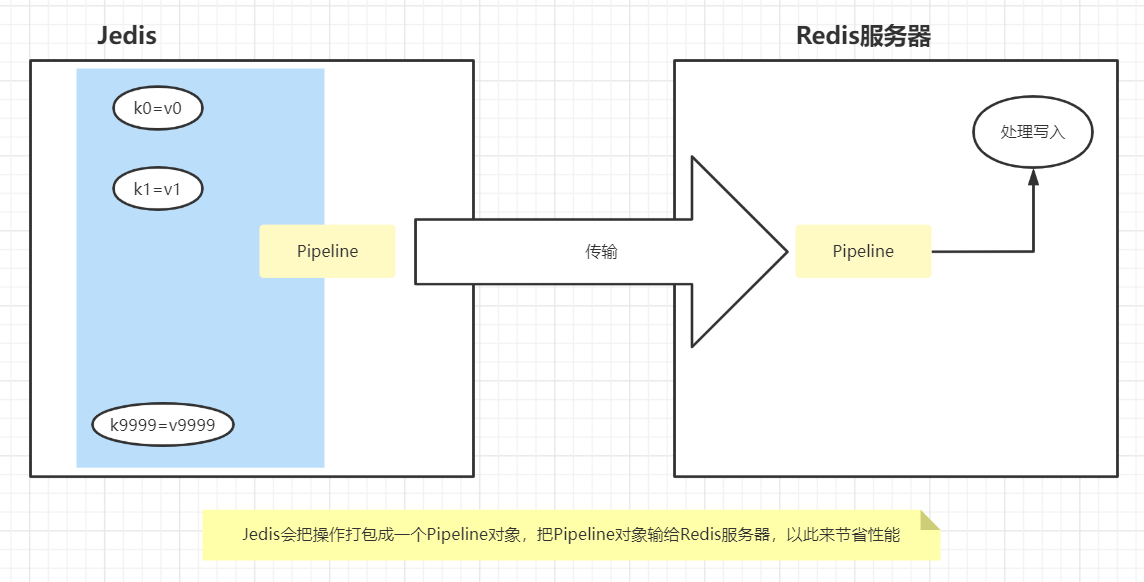 Jedis
Redis服务器
k0=v0
处理写入
k1=v1
Pipeline
传输
Pipeline
k9999=v9999
Jedis会把操作打包成一个Pipeline对象，把Pipeline对象输给Redis服务器，以此来节省性能